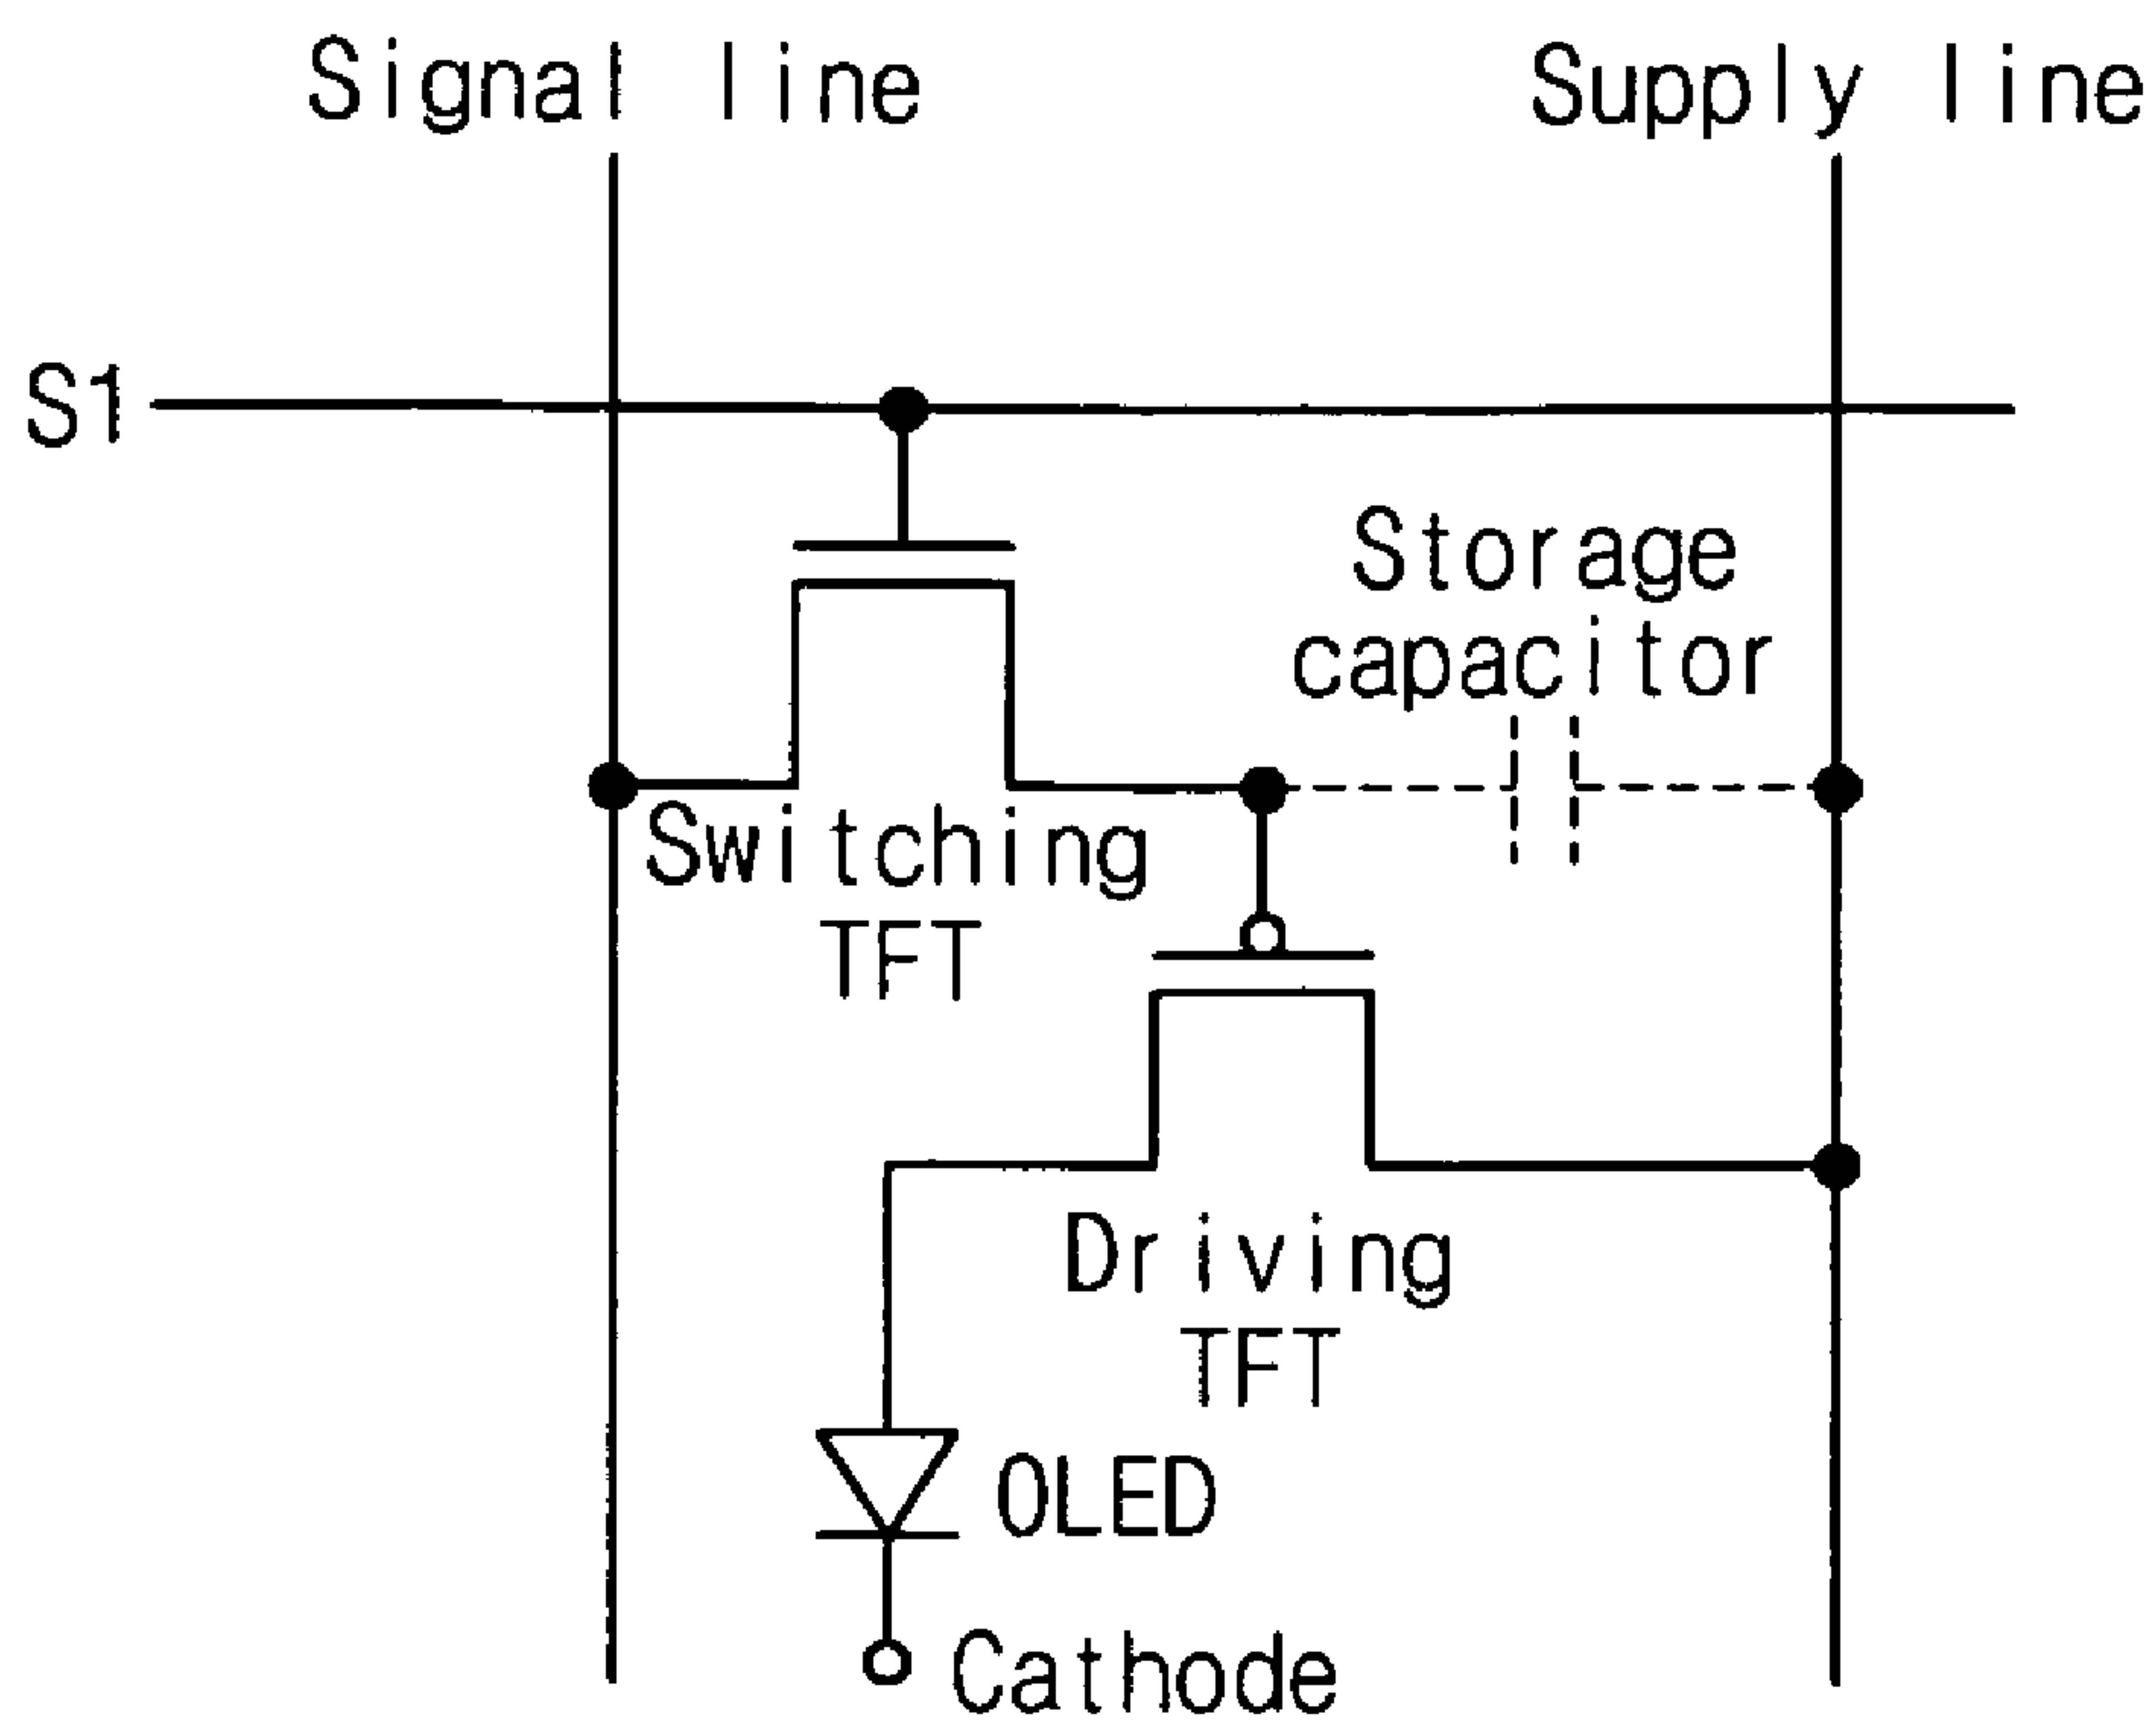 Signal line
Supply line
S1
Storage
capacitor
Switching
TFT
Driving
TFT
OLED
Cathode